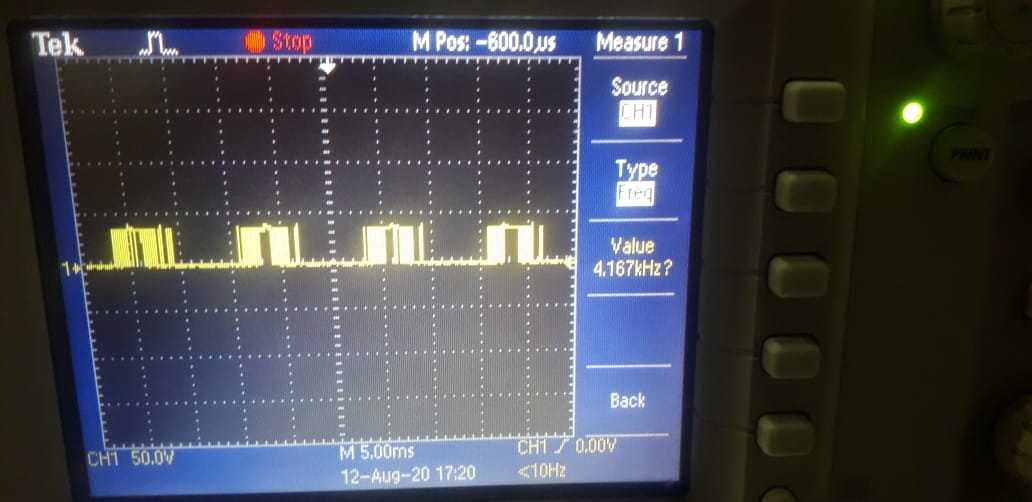 Tek Stop M Pos: -600.0µs Measure 1
Source
CH1
Type
Freq
Value
4.167kHz?
1
Back
CH1 50.0V M 5.00ms CH1 0.00V
12-Aug-20 17:20 <10Hz
PRINT